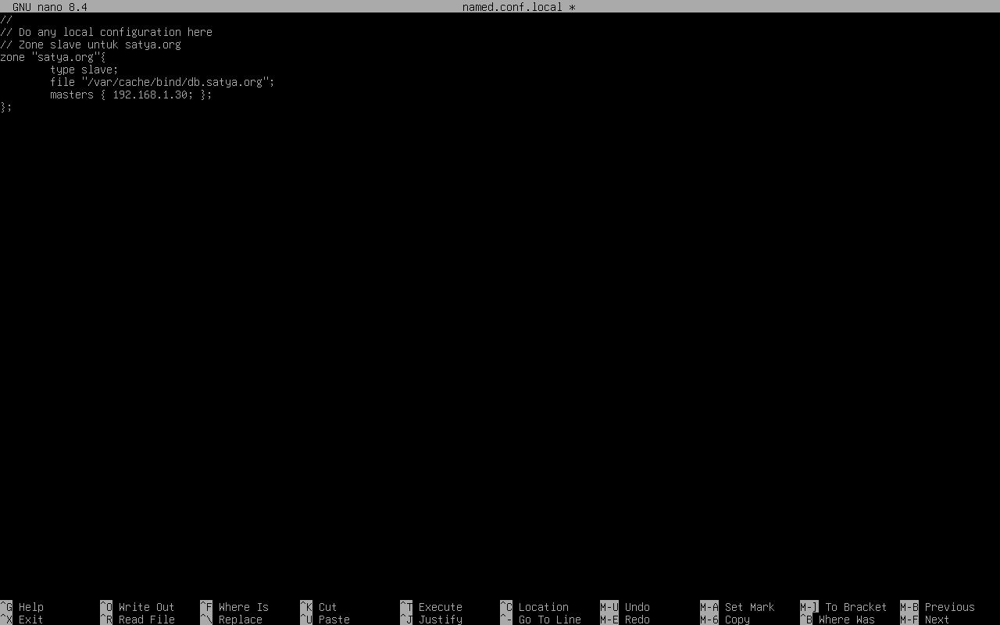 GNU nano 8.4 named.conf.local *
//
// Do any local configuration here
// Zone slave untuk satya.org
zone "satya.org"{
type slave;
file "/var/cache/bind/db.satya.org";
masters { 192.168.1.30; };
};
^G Help ^O Write Out ^F Where Is ^K Cut ^T Execute ^C Location M-U Undo M-A Set Mark M-] To Bracket M-B Previous
^X Exit ^R Read File ^\ Replace ^U Paste ^J Justify ^- Go To Line M-E Redo M-6 Copy ^B Where Was M-F Next